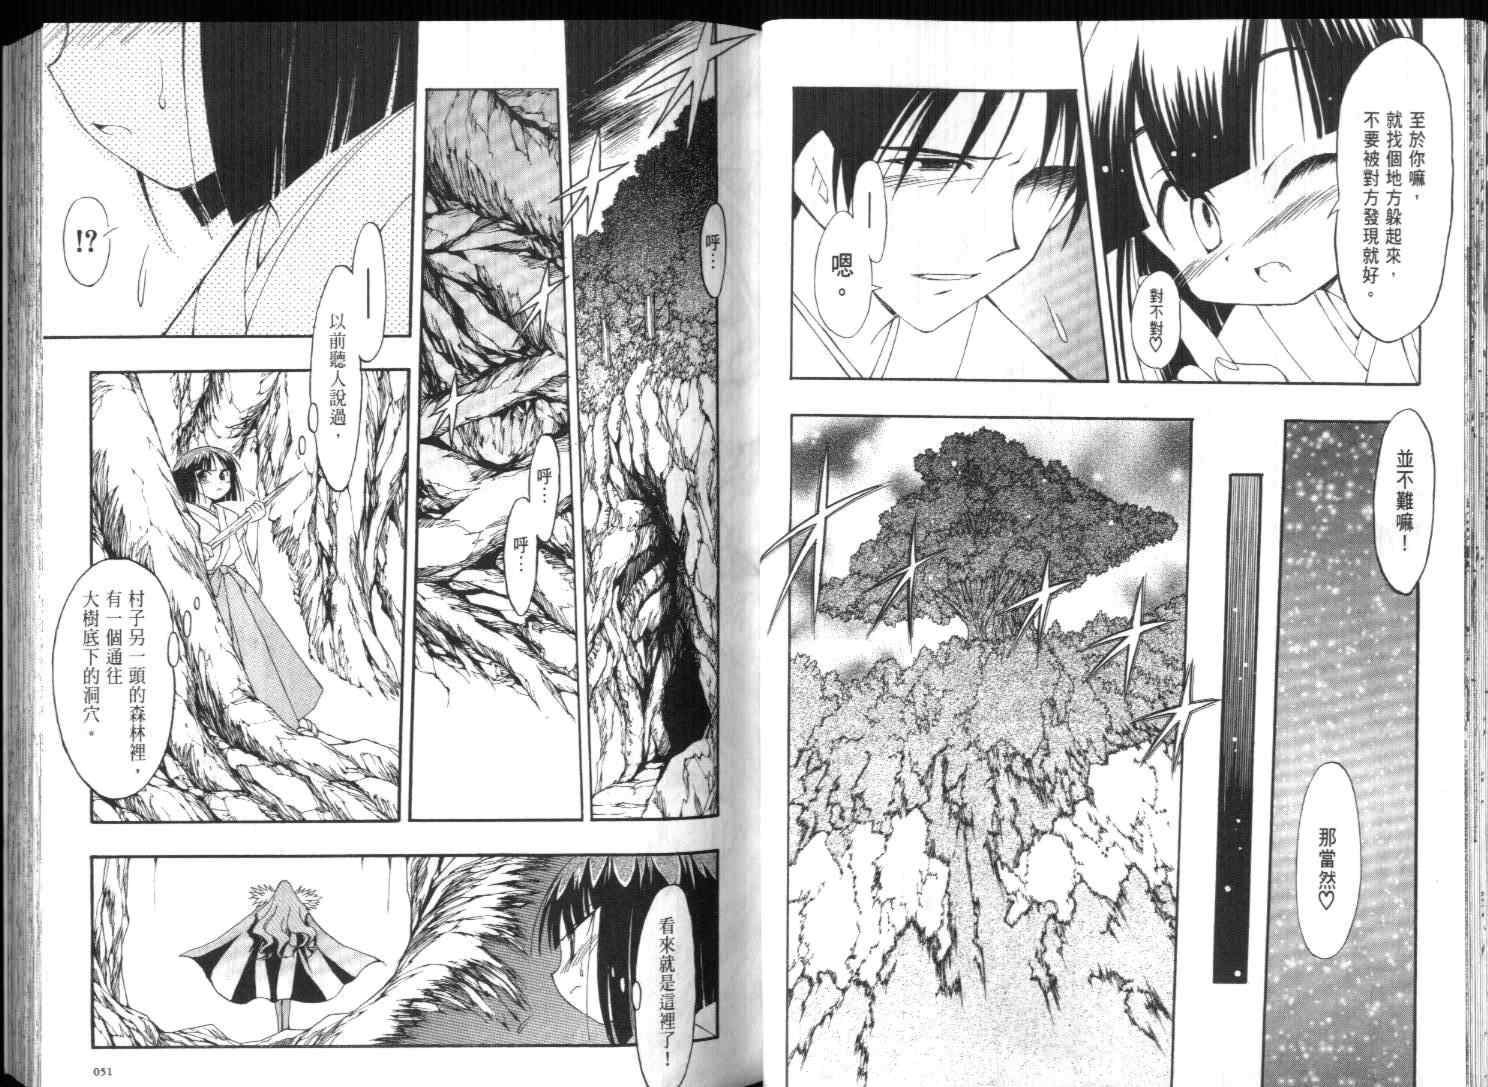 至於你嘛，
就找個地方躲起來，
不要被對方發現就好。
對不對♡
—
嗯。
並不難嘛！
那當然♡
呼…
呼…
呼…
—
以前聽人說過，
!?
村子另一頭的森林裡，
有一個通往
大樹底下的洞穴。
看來就是這裡了！
051